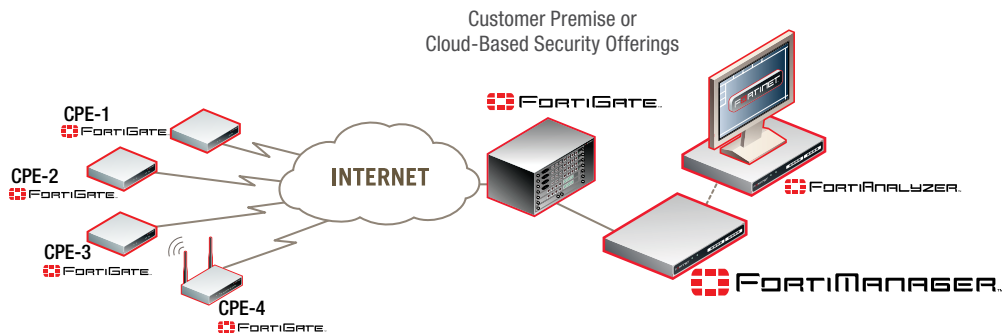 Customer Premise or
Cloud-Based Security Offerings
CPE-1
FORTIGATE
CPE-2
FORTIGATE
CPE-3
FORTIGATE
CPE-4
FORTIGATE
INTERNET
FORTIGATE
FORTINET
FORTIANALYZER
FORTIMANAGER